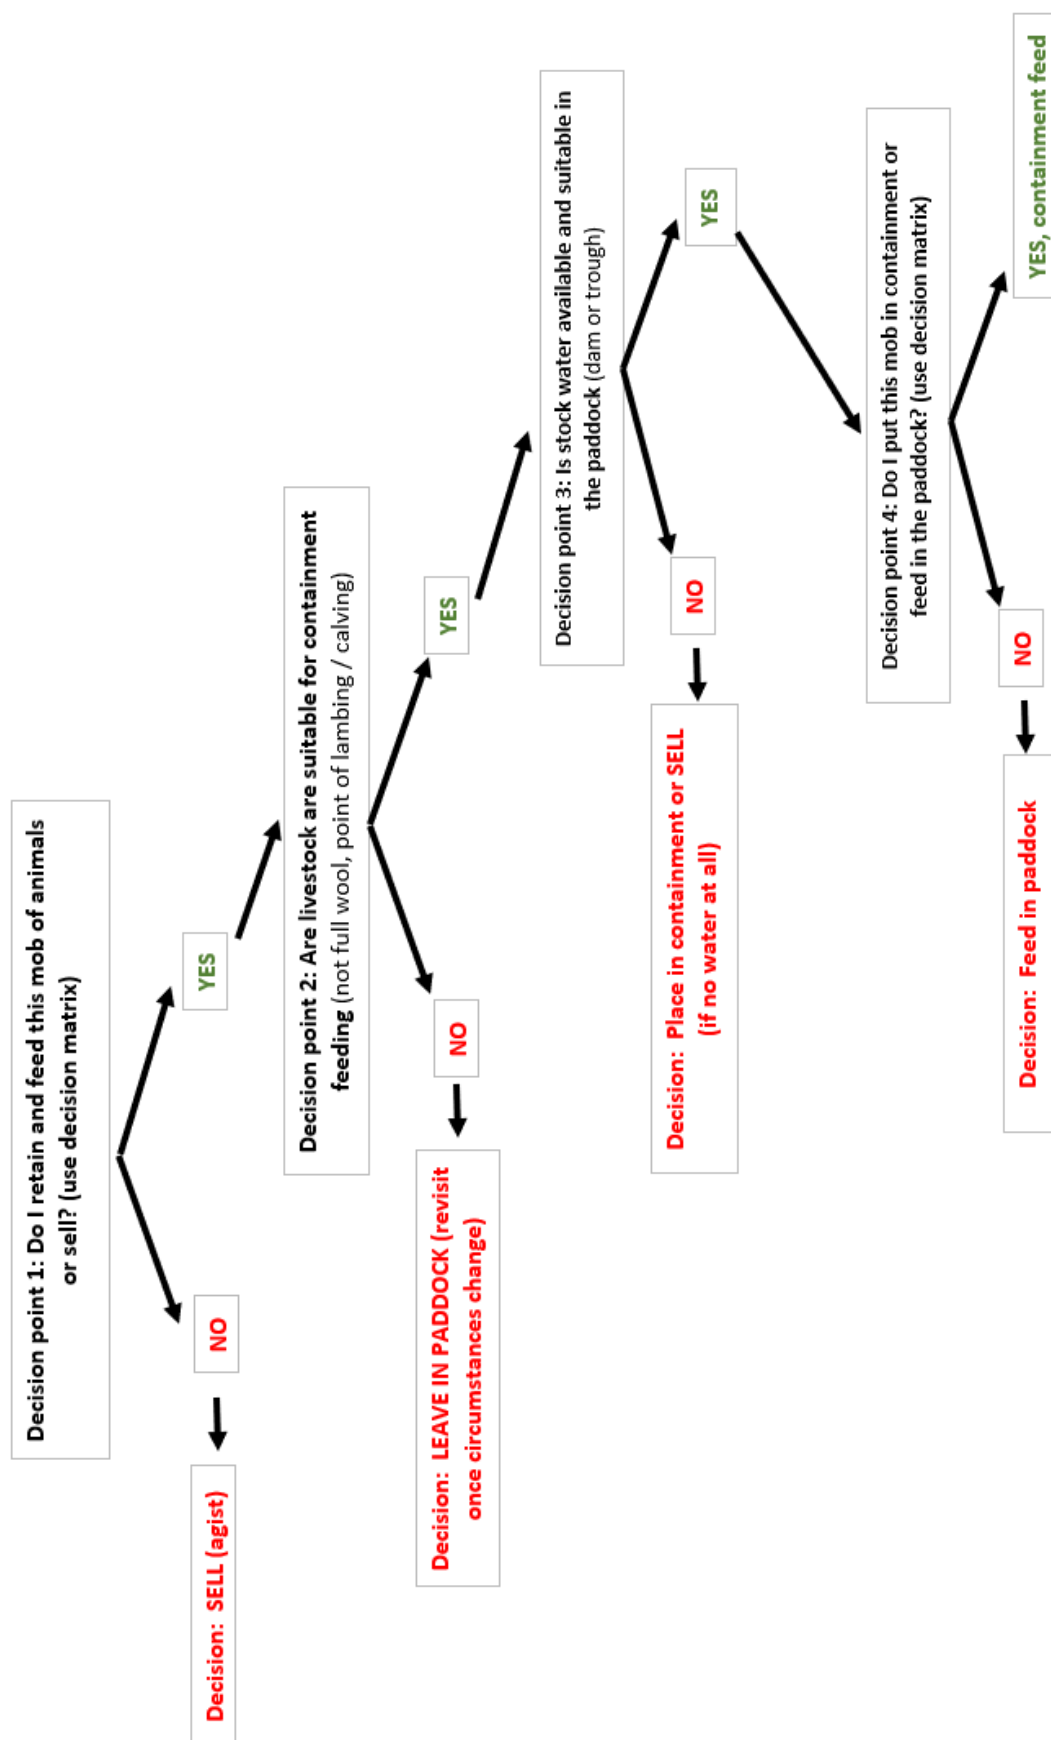 Decision point 1: Do I retain and feed this mob of animals
or sell? (use decision matrix)
NO
YES
Decision:  SELL (agist)
Decision point 2: Are livestock are suitable for containment
feeding (not full wool, point of lambing / calving)
NO
YES
Decision:  LEAVE IN PADDOCK (revisit
once circumstances change)
Decision point 3: Is stock water available and suitable in
the paddock (dam or trough)
NO
YES
Decision:  Place in containment or SELL
(if no water at all)
Decision point 4: Do I put this mob in containment or
feed in the paddock? (use decision matrix)
NO
YES, containment feed
Decision:  Feed in paddock